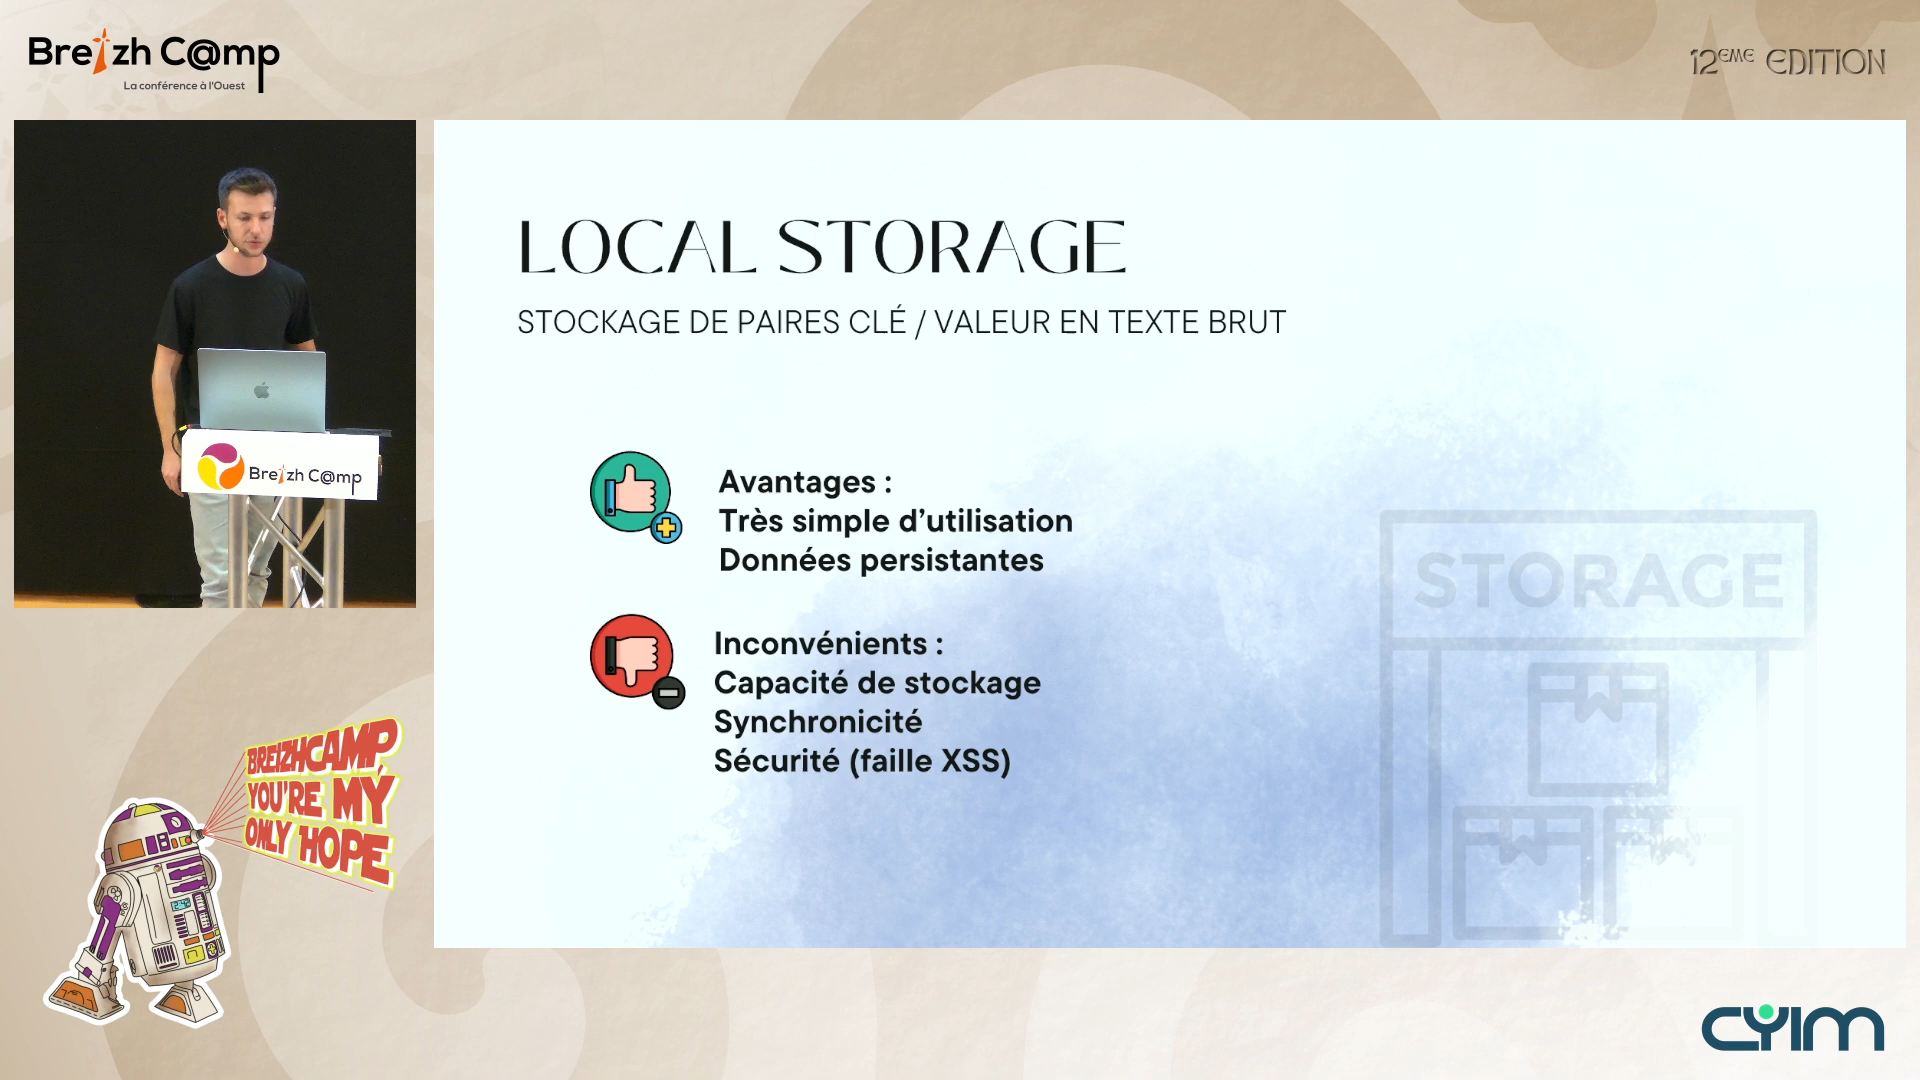 Breizh C@mp
La conférence à l'Ouest
12ÈME EDITION
Breizh C@mp
LOCAL STORAGE
STOCKAGE DE PAIRES CLÉ / VALEUR EN TEXTE BRUT
Avantages :
Très simple d’utilisation
Données persistantes
Inconvénients :
Capacité de stockage
Synchronicité
Sécurité (faille XSS)
STORAGE
BREIZHCAMP,
YOU'RE MY
ONLY HOPE
CYIM